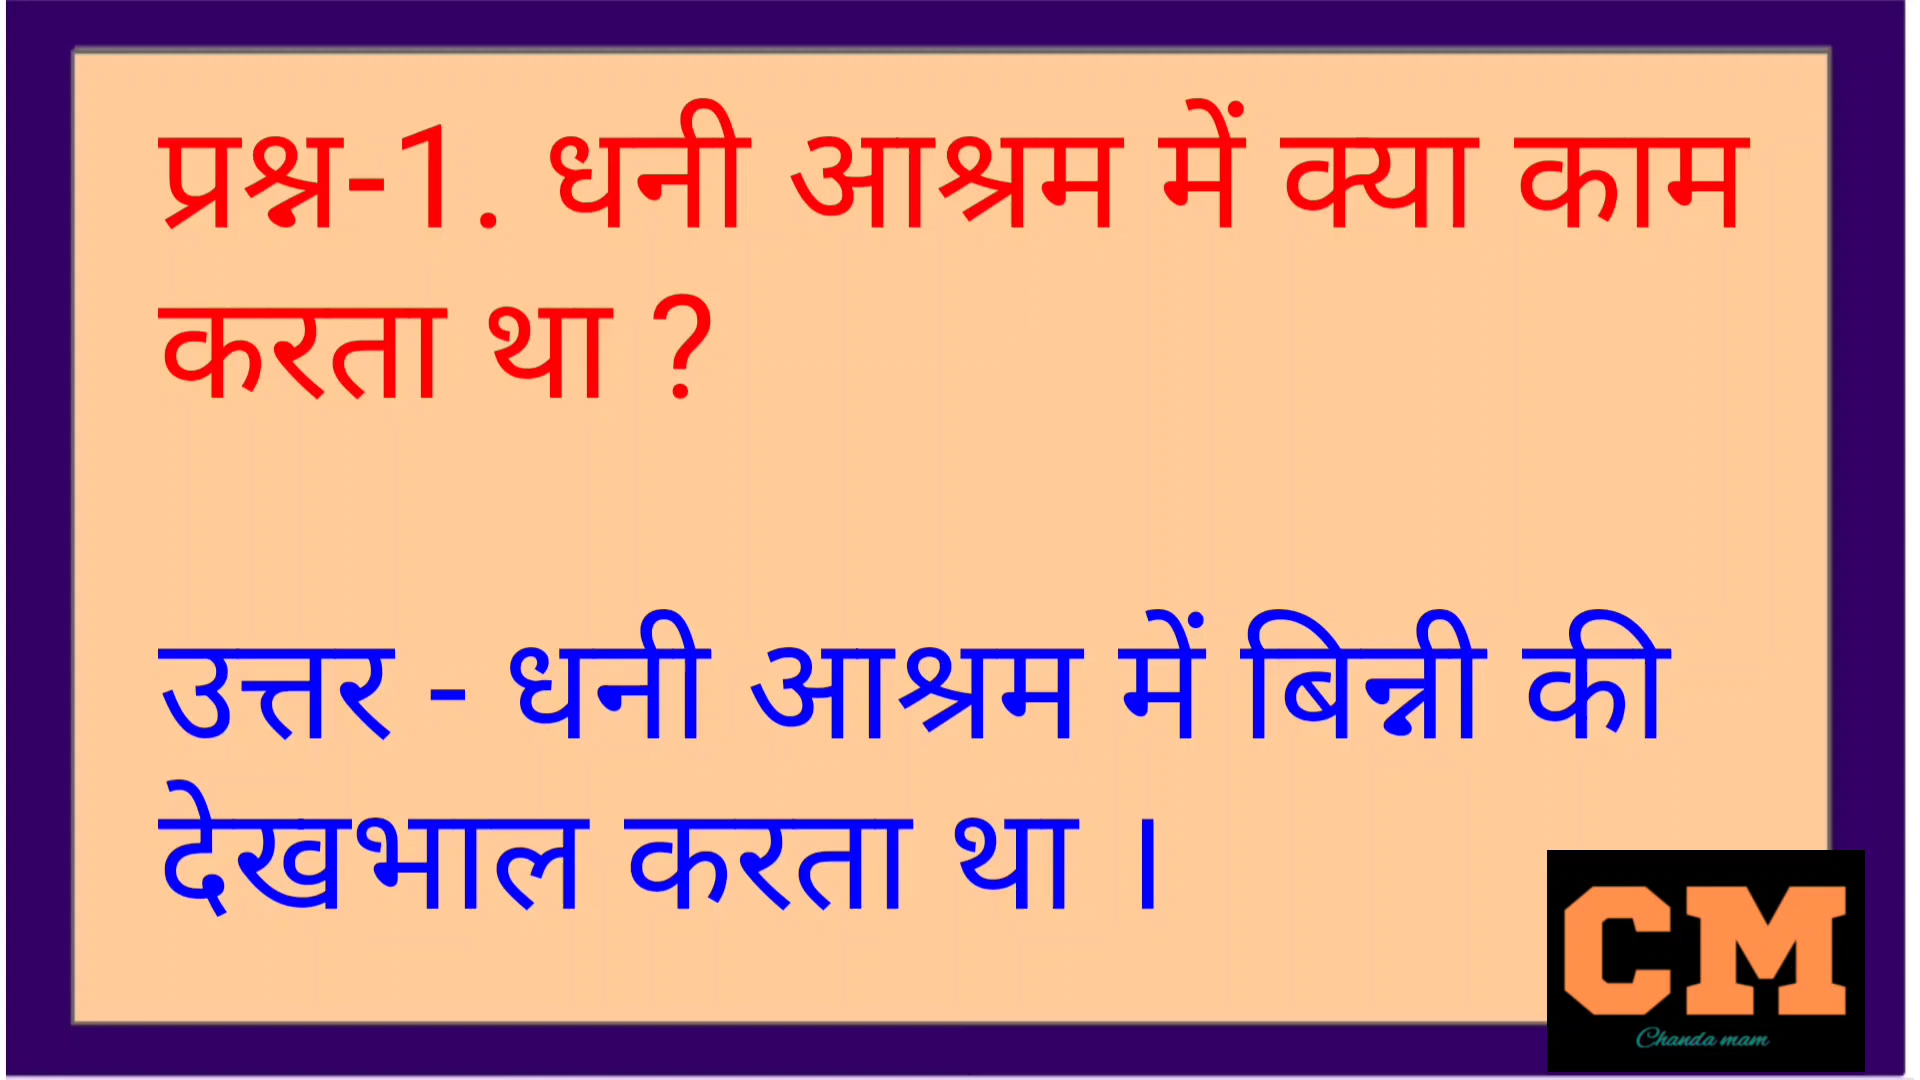 प्रश्न-1. धनी आश्रम में क्या काम
करता था ?
उत्तर - धनी आश्रम में बिन्नी की
देखभाल करता था ।
CM
Chanda mam